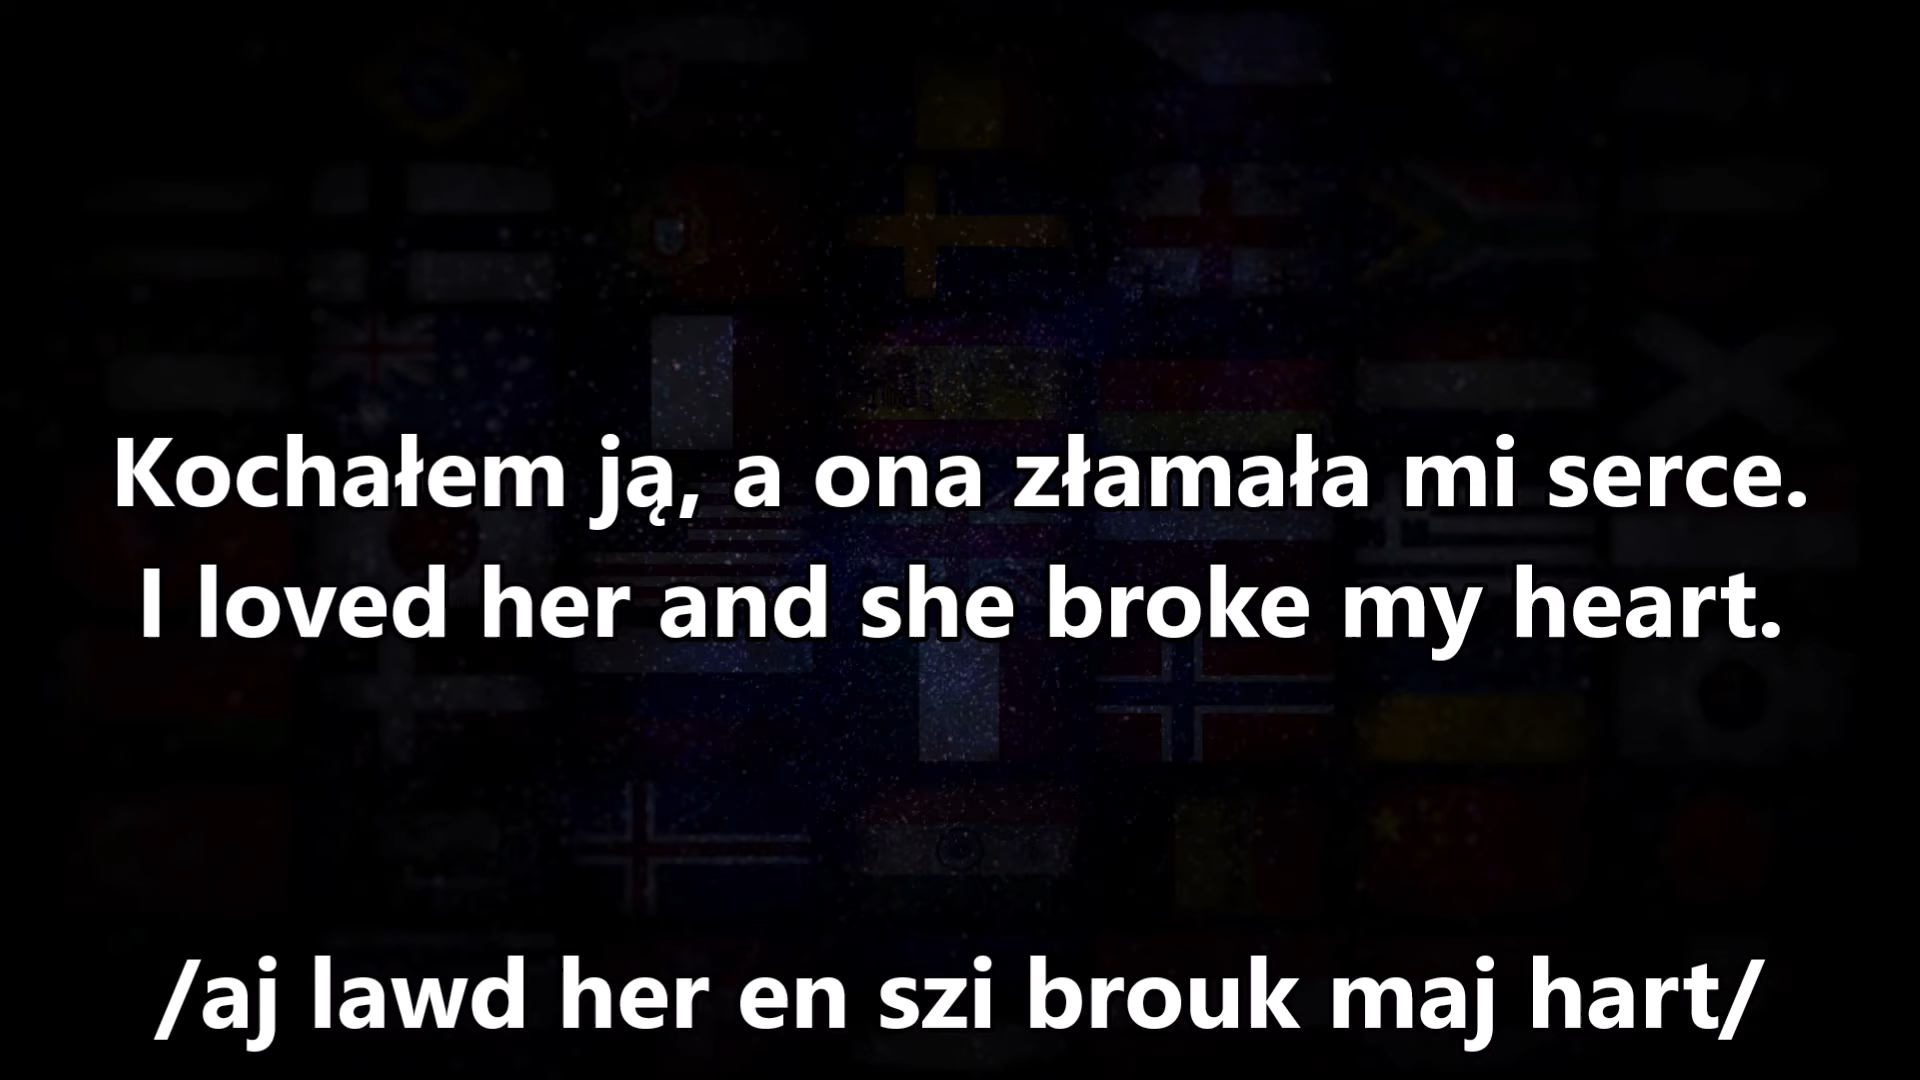 Kochałem ją, a ona złamała mi serce.
I loved her and she broke my heart.
/aj lawd her en szi brouk maj hart/